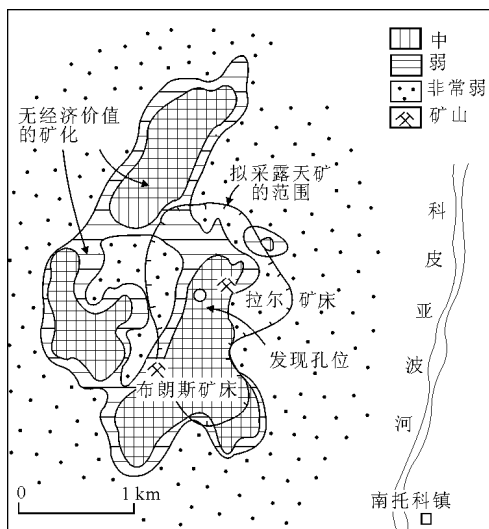 中
弱
非常弱
矿山
无经济价值
的矿化
拟采露天矿
的范围
科
皮
亚
波
河
拉尔矿床
发现孔位
布朗斯矿床
0
1 km
南托科镇